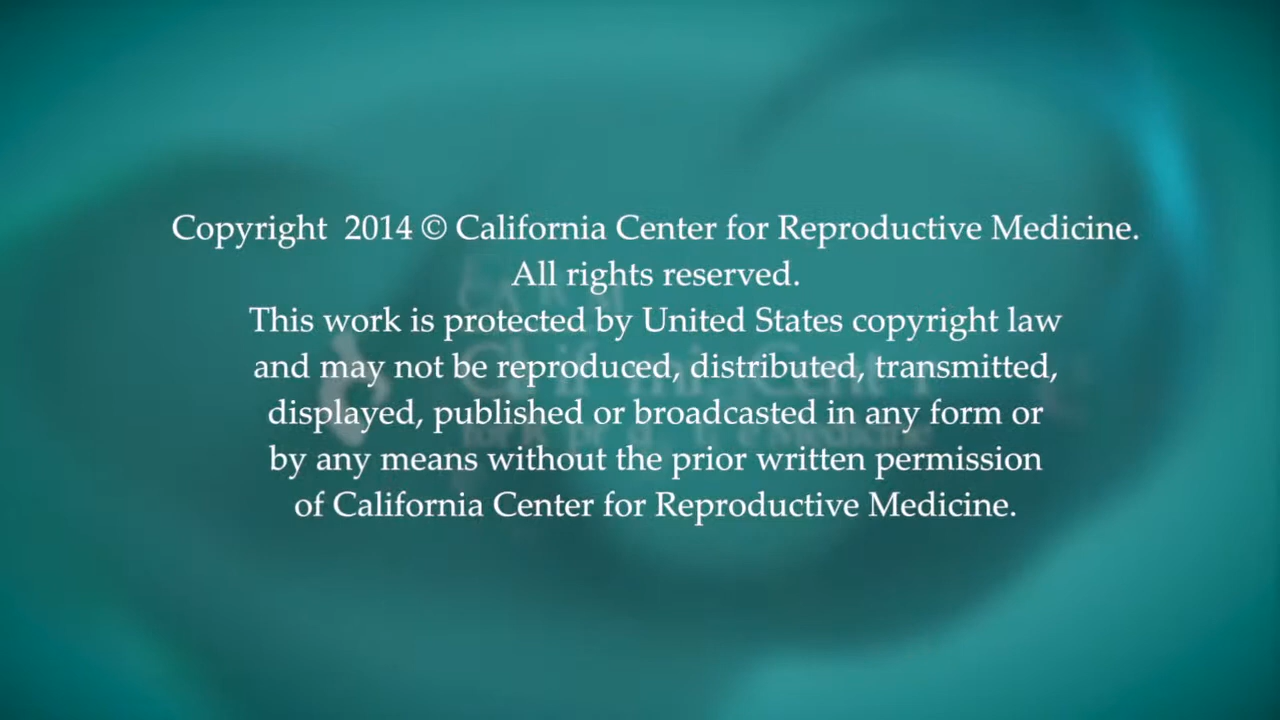 Copyright  2014 © California Center for Reproductive Medicine.
All rights reserved.
This work is protected by United States copyright law
and may not be reproduced, distributed, transmitted,
displayed, published or broadcasted in any form or
by any means without the prior written permission
of California Center for Reproductive Medicine.